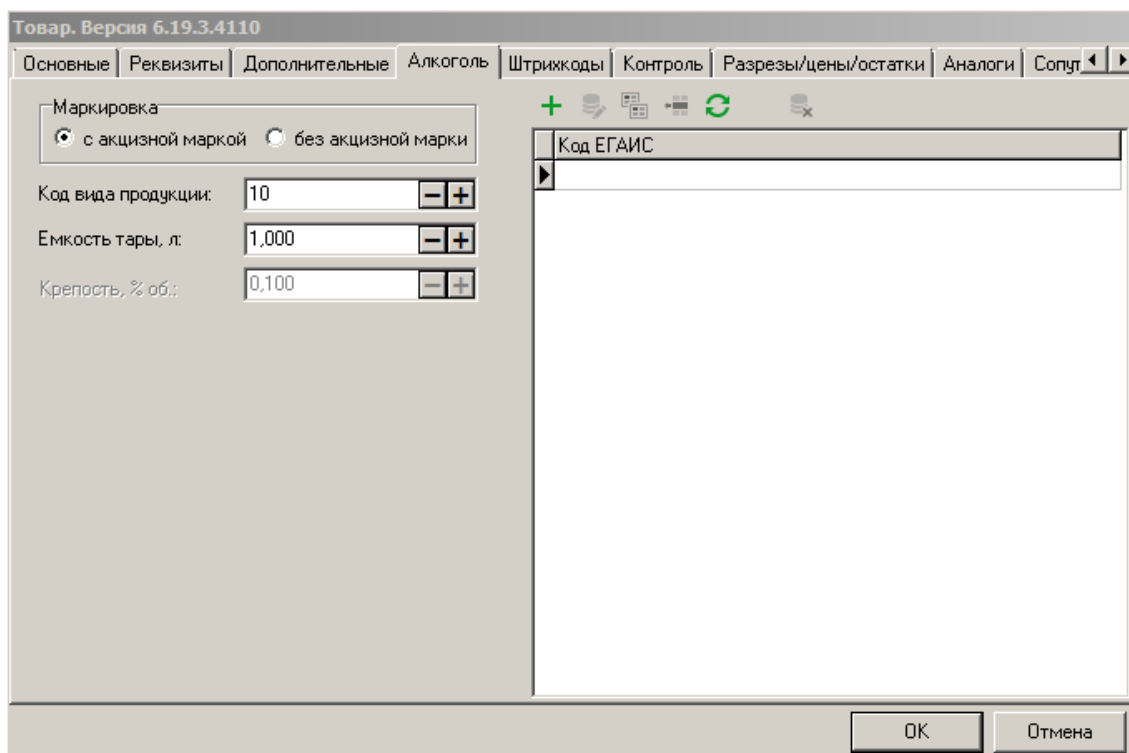 Товар. Версия 6.19.3.4110
Основные Реквизиты Дополнительные Алкоголь Штрихкоды Контроль Разрезы/цены/остатки Аналоги Сопут
Маркировка
с акцизной маркой без акцизной марки
Код ЕГАИС
Код вида продукции: 10
Емкость тары, л: 1,000
Крепость, % об.: 0,100
OK Отмена